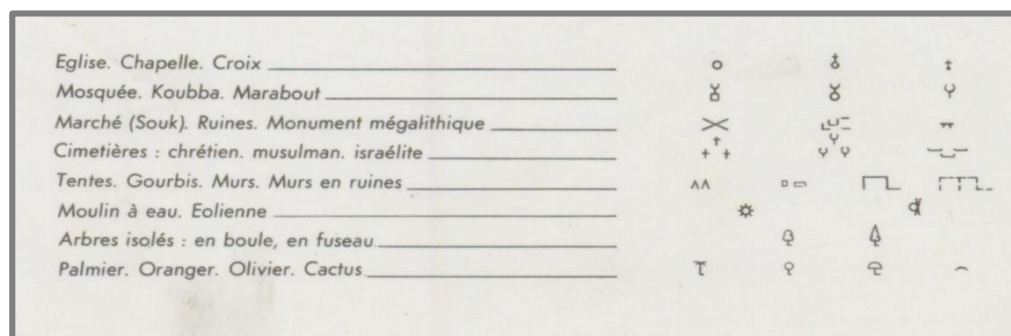 Eglise. Chapelle. Croix
Mosquée. Koubba. Marabout
Marché (Souk). Ruines. Monument mégalithique
Cimetières : chrétien. musulman. israélite
Tentes. Gourbis. Murs. Murs en ruines
Moulin à eau. Eolienne
Arbres isolés : en boule, en fuseau
Palmier. Oranger. Olivier. Cactus